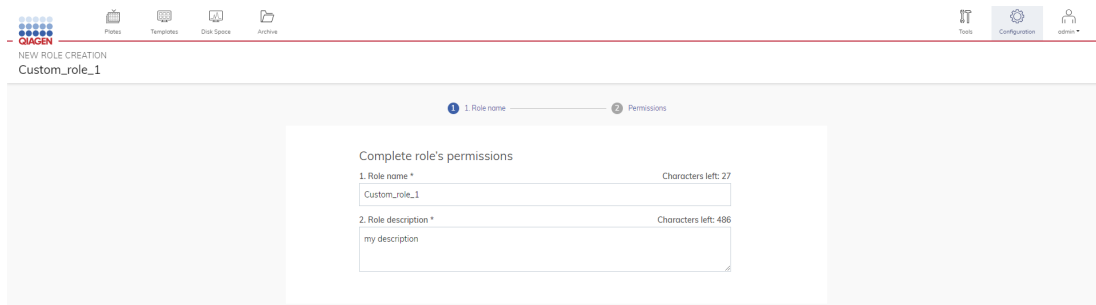 QIAGEN
Plates
Templates
Disk Space
Archive
Tools
Configuration
admin
NEW ROLE CREATION
Custom_role_1
1 1. Role name
2 Permissions
Complete role's permissions
1. Role name * Characters left: 27
Custom_role_1
2. Role description * Characters left: 486
my description